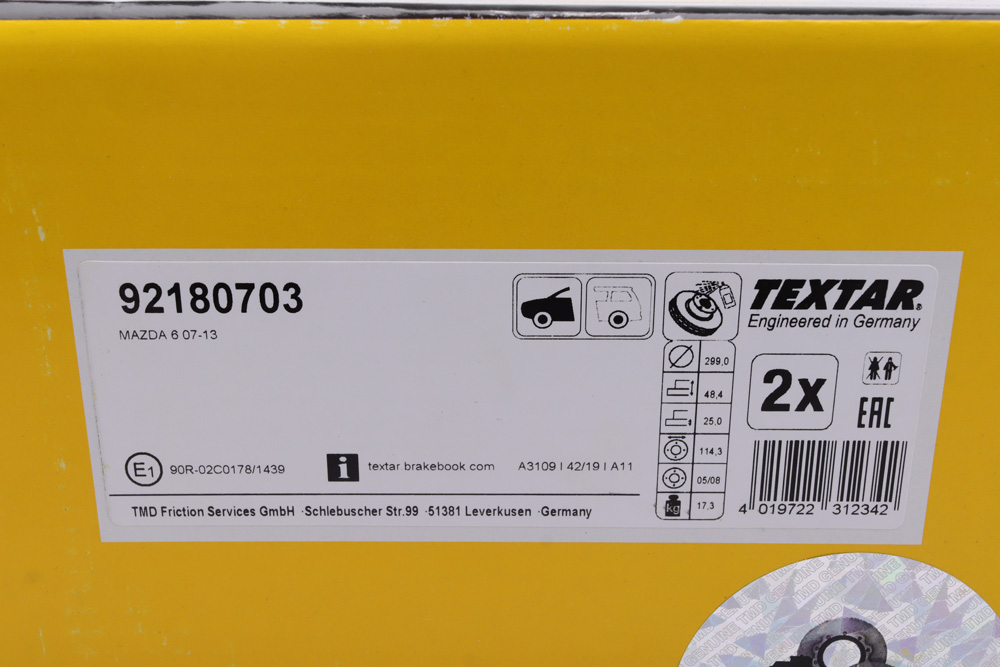 92180703
MAZDA 6 07-13
TEXTAR®
Engineered in Germany
299,0
48,4
25,0
114,3
05/08
kg 17,3
2x
EAC
E1 90R-02C0178/1439
i textar.brakebook.com A3109 | 42/19 | A11
TMD Friction Services GmbH ·Schlebuscher Str.99 ·51381 Leverkusen ·Germany
4 019722 312342